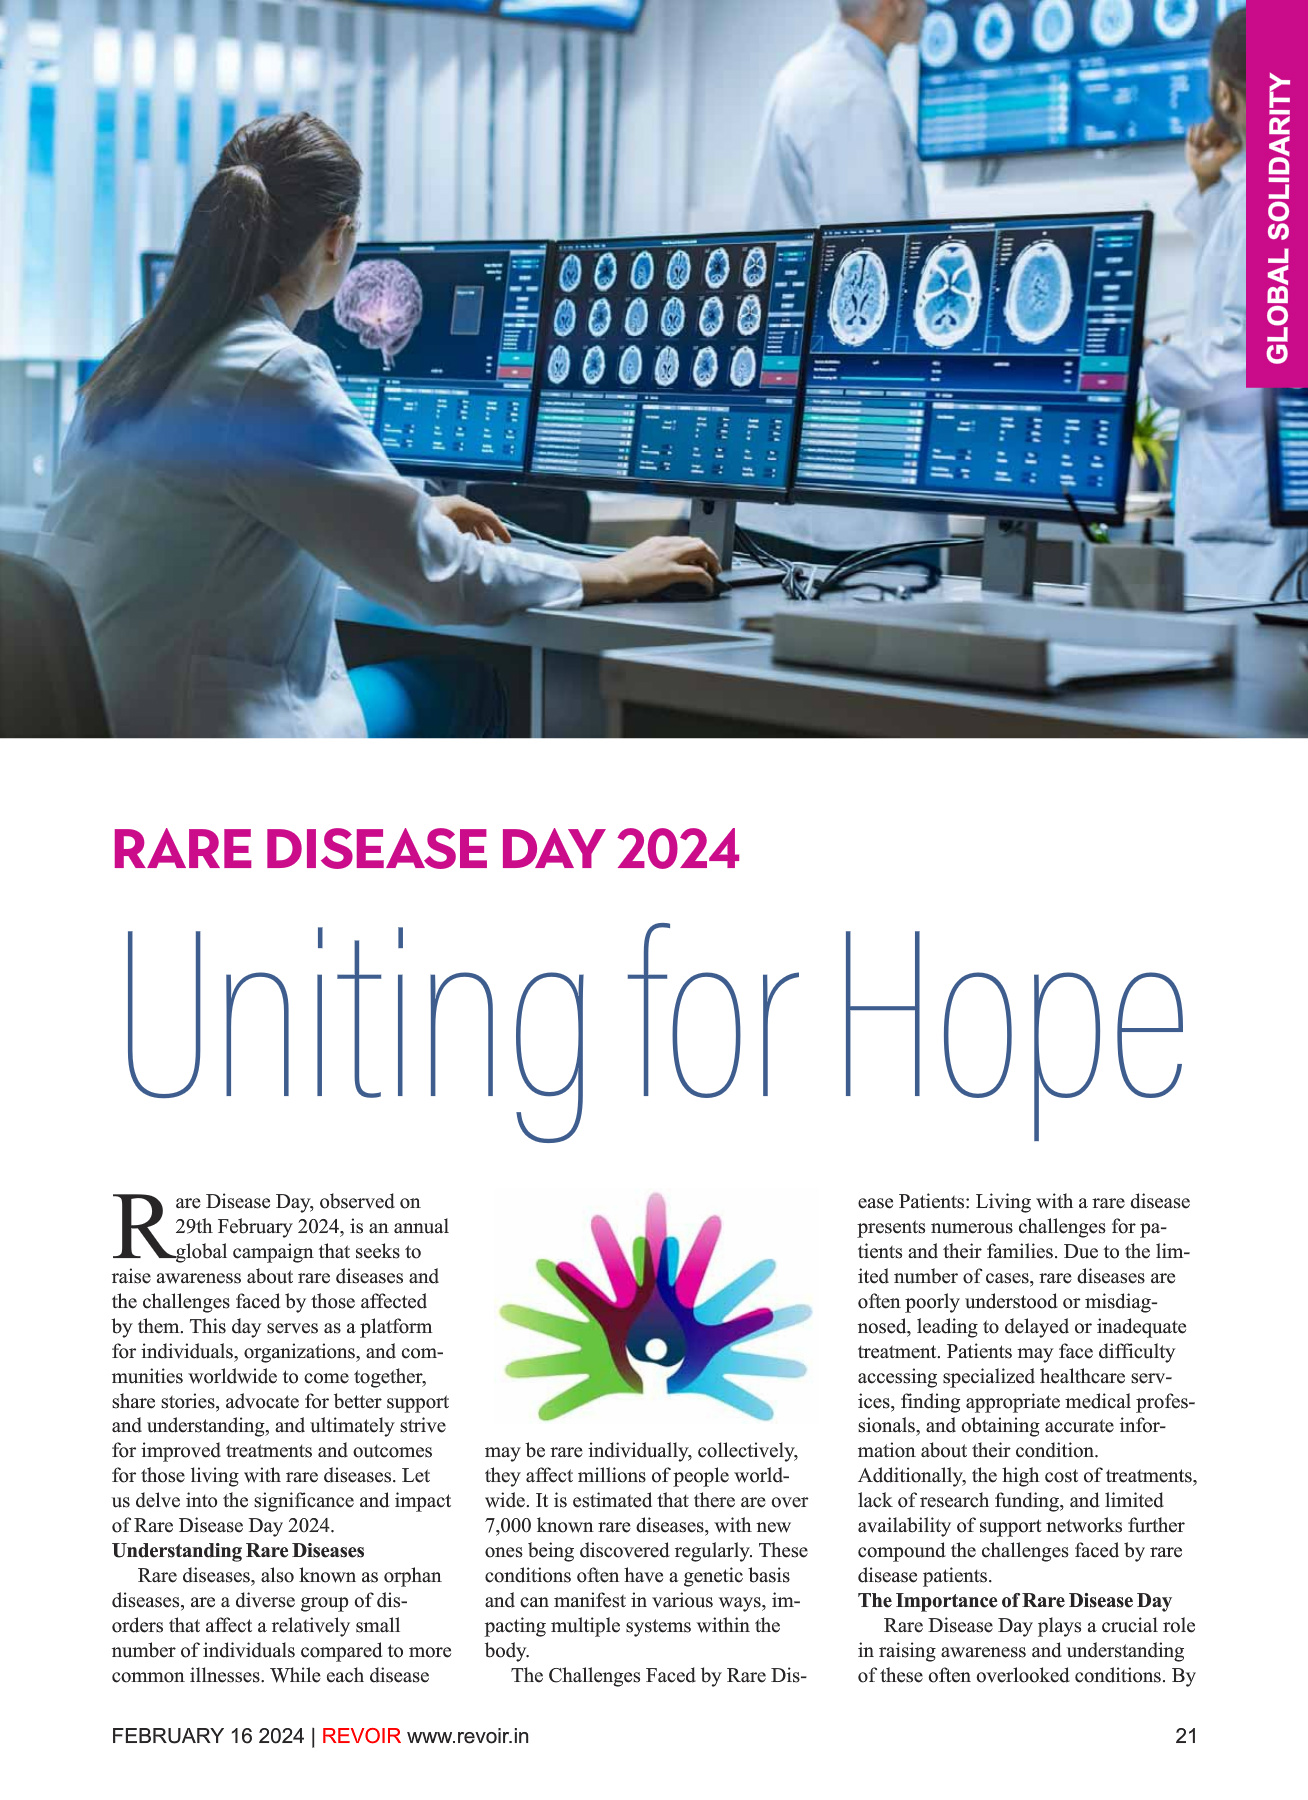 GLOBAL SOLIDARITY
RARE DISEASE DAY 2024
Uniting for Hope
Rare Disease Day, observed on
29th February 2024, is an annual
global campaign that seeks to
raise awareness about rare diseases and
the challenges faced by those affected
by them. This day serves as a platform
for individuals, organizations, and com-
munities worldwide to come together,
share stories, advocate for better support
and understanding, and ultimately strive
for improved treatments and outcomes
for those living with rare diseases. Let
us delve into the significance and impact
of Rare Disease Day 2024.
Understanding Rare Diseases
Rare diseases, also known as orphan
diseases, are a diverse group of dis-
orders that affect a relatively small
number of individuals compared to more
common illnesses. While each disease
may be rare individually, collectively,
they affect millions of people world-
wide. It is estimated that there are over
7,000 known rare diseases, with new
ones being discovered regularly. These
conditions often have a genetic basis
and can manifest in various ways, im-
pacting multiple systems within the
body.
The Challenges Faced by Rare Dis-
ease Patients: Living with a rare disease
presents numerous challenges for pa-
tients and their families. Due to the lim-
ited number of cases, rare diseases are
often poorly understood or misdiag-
nosed, leading to delayed or inadequate
treatment. Patients may face difficulty
accessing specialized healthcare serv-
ices, finding appropriate medical profes-
sionals, and obtaining accurate infor-
mation about their condition.
Additionally, the high cost of treatments,
lack of research funding, and limited
availability of support networks further
compound the challenges faced by rare
disease patients.
The Importance of Rare Disease Day
Rare Disease Day plays a crucial role
in raising awareness and understanding
of these often overlooked conditions. By
FEBRUARY 16 2024 | REVOIR www.revoir.in
21